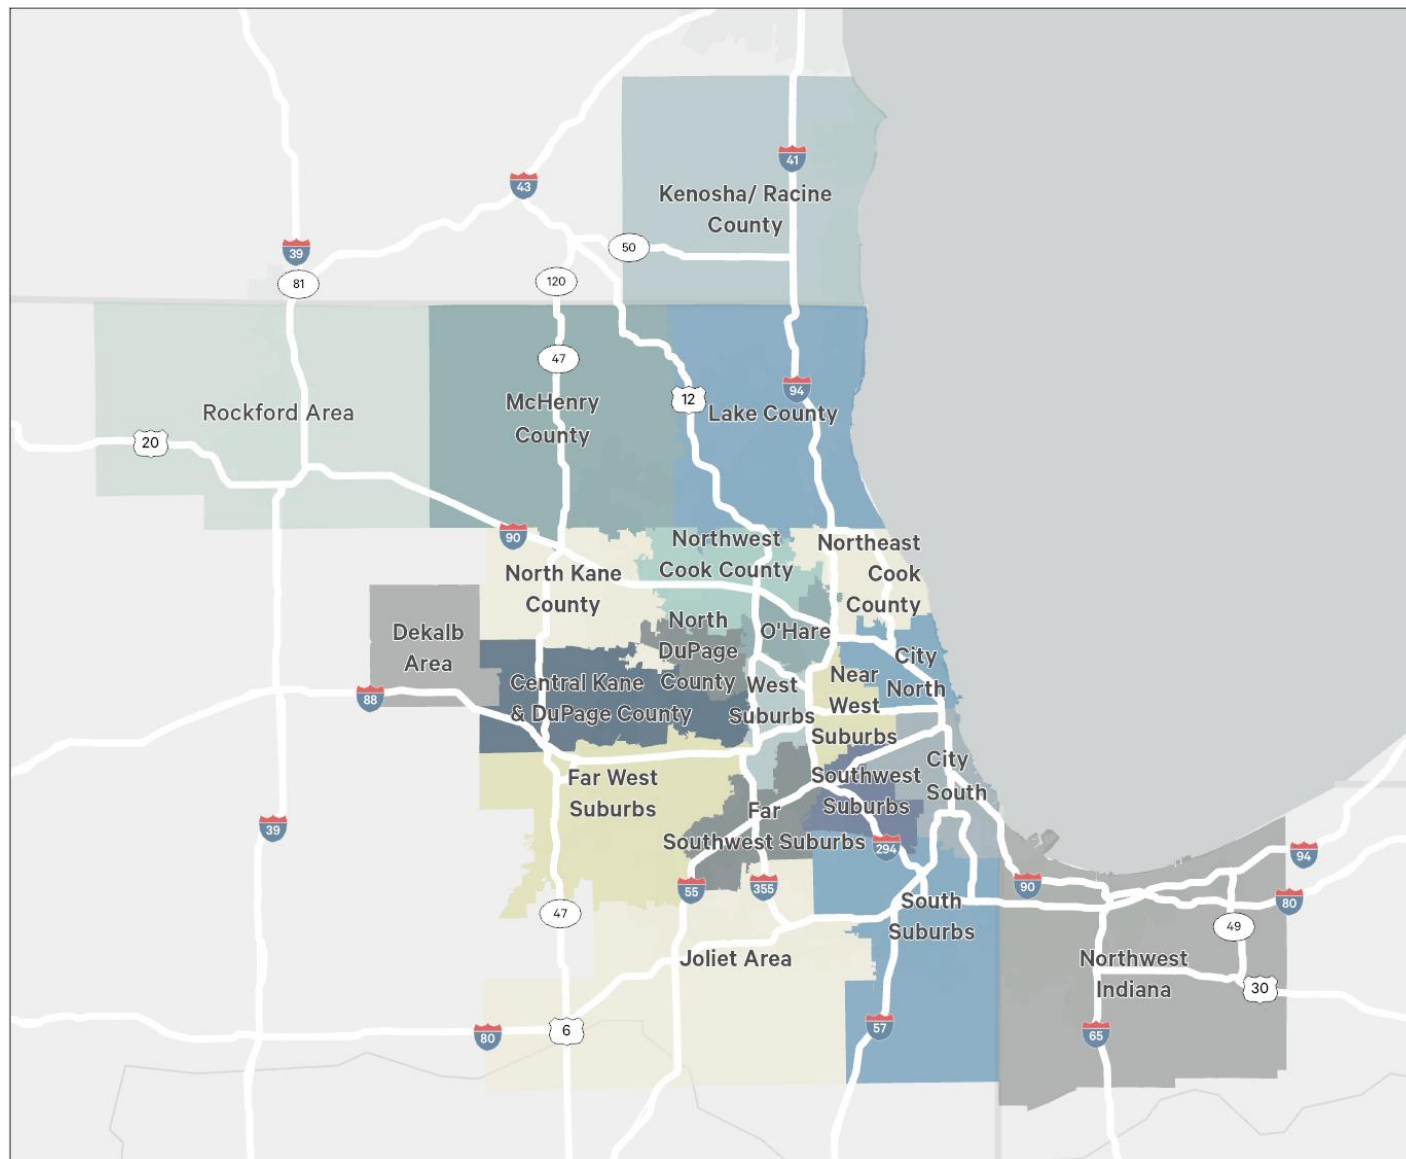 41
43
Kenosha/ Racine
County
50
39
81
120
47
94
12
McHenry
County
Lake County
Rockford Area
20
90
Northwest
Cook County
Northeast
Cook
County
North Kane
County
North
DuPage
County
O'Hare
Dekalb
Area
City
North
Near
West
Suburbs
Central Kane
& DuPage County
West
Suburbs
88
City
South
Far West
Suburbs
Southwest
Suburbs
Far
Southwest Suburbs
39
294
94
55
355
90
80
47
South
Suburbs
49
Joliet Area
Northwest
Indiana
30
80
6
57
65